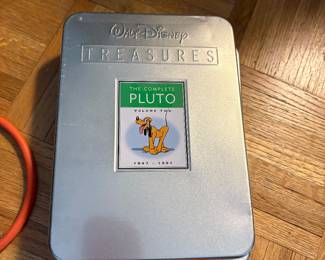 WALT DISNEY
TREASURES
THE COMPLETE
PLUTO
VOLUME TWO
1947 - 1951